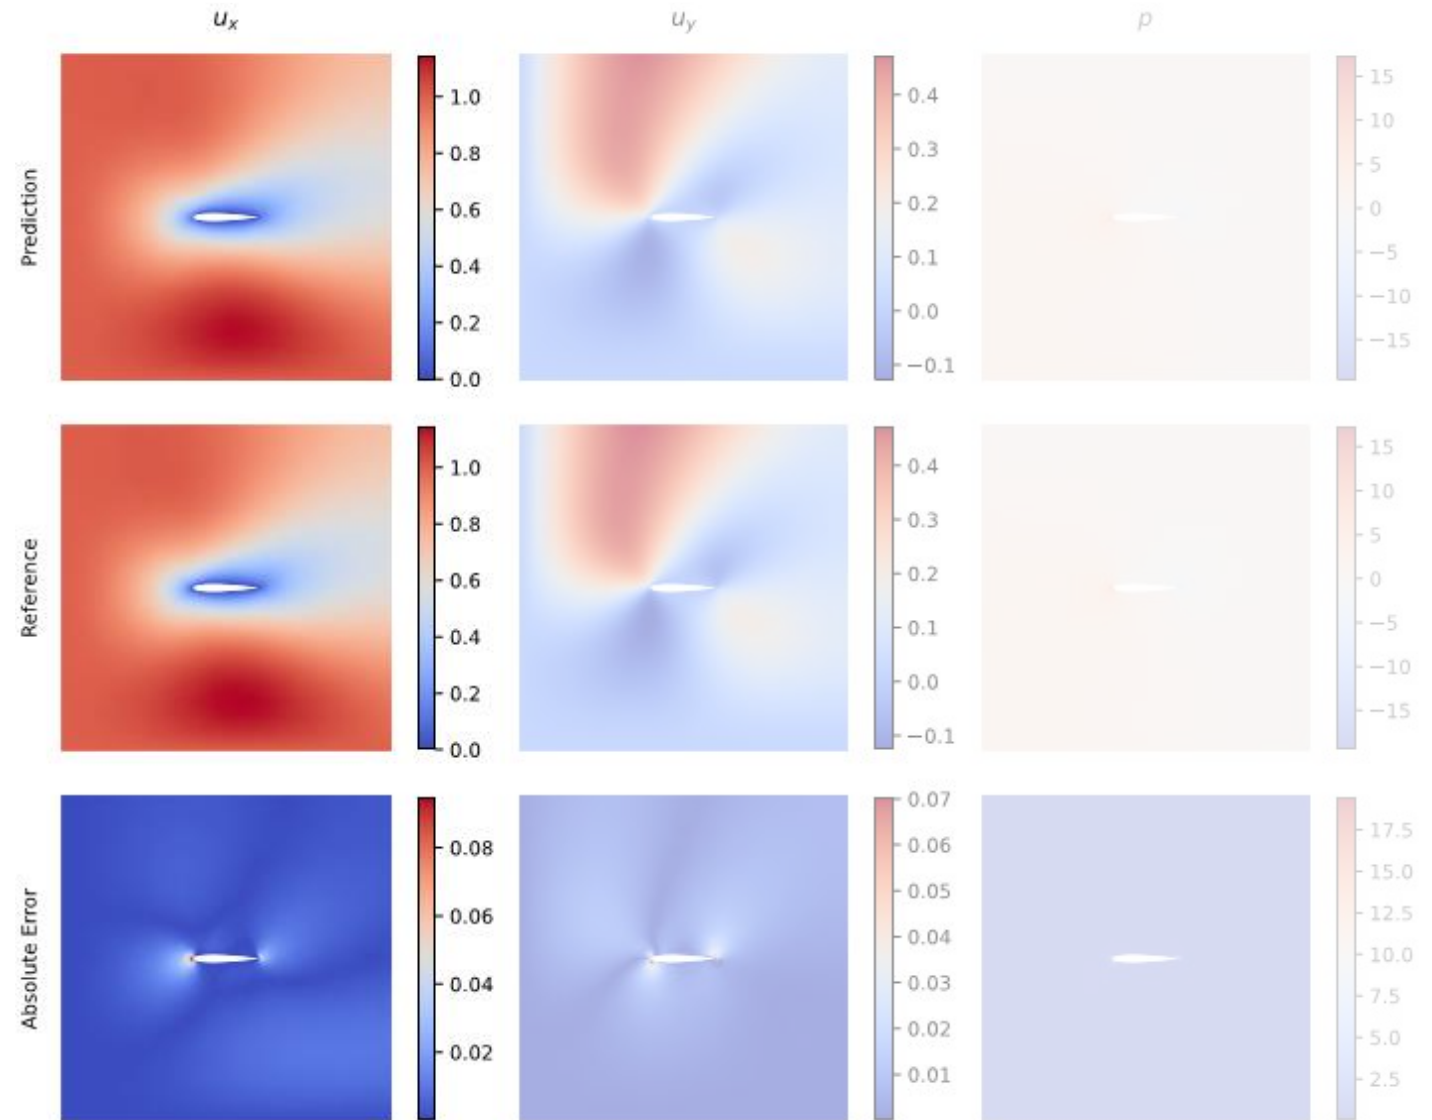 u_x u_y p
Prediction
1.0 0.8 0.6 0.4 0.2 0.0
0.4 0.3 0.2 0.1 0.0 −0.1
15 10 5 0 −5 −10 −15
Reference
1.0 0.8 0.6 0.4 0.2 0.0
0.4 0.3 0.2 0.1 0.0 −0.1
15 10 5 0 −5 −10 −15
Absolute Error
0.08 0.06 0.04 0.02
0.07 0.06 0.05 0.04 0.03 0.02 0.01
17.5 15.0 12.5 10.0 7.5 5.0 2.5